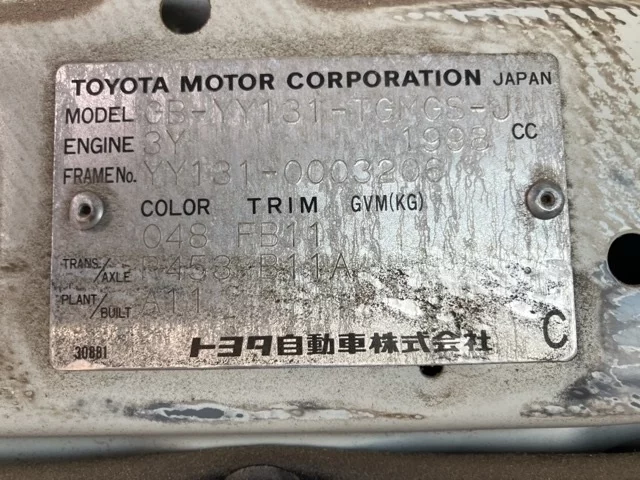 TOYOTA MOTOR CORPORATION JAPAN
MODEL GB-YY131-TGMGS-J
ENGINE 3Y 1998 CC
FRAME No. YY131-0003206
COLOR TRIM GVM(KG)
048 FB11
TRANS./AXLE B11A
PLANT/BUILT A11
30881
トヨタ自動車株式会社
C